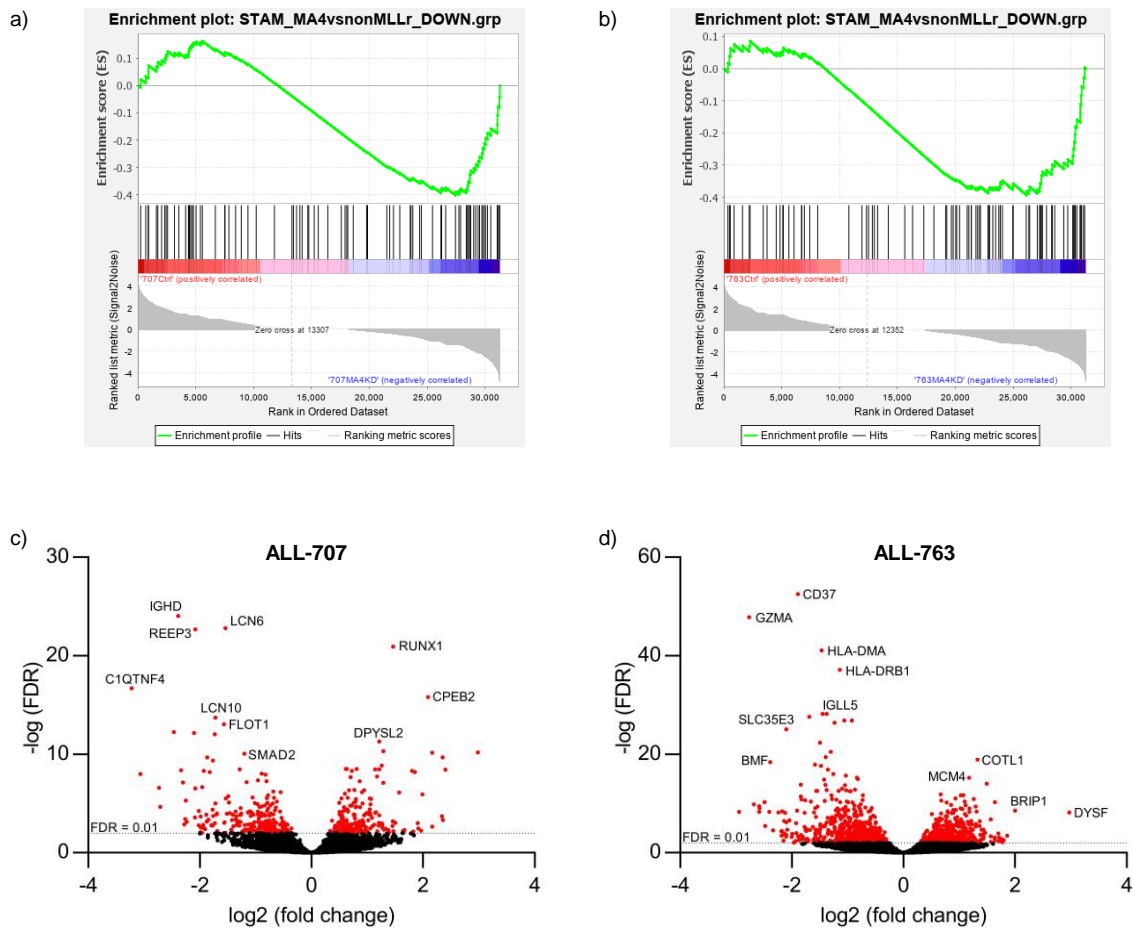 a)
Enrichment plot: STAM_MA4vsnonMLLr_DOWN.grp
Enrichment score (ES)
0.1
0.0
-0.1
-0.2
-0.3
-0.4
'707Ctrl' (positively correlated)
Ranked list metric (Signal2Noise)
4
2
0
-2
-4
Zero cross at 13307
'707MA4KD' (negatively correlated)
0
5,000
10,000
15,000
20,000
25,000
30,000
Rank in Ordered Dataset
Enrichment profile
Hits
Ranking metric scores
b)
Enrichment plot: STAM_MA4vsnonMLLr_DOWN.grp
Enrichment score (ES)
0.1
0.0
-0.1
-0.2
-0.3
-0.4
'763Ctrl' (positively correlated)
Ranked list metric (Signal2Noise)
4
2
0
-2
-4
Zero cross at 12352
'763MA4KD' (negatively correlated)
0
5,000
10,000
15,000
20,000
25,000
30,000
Rank in Ordered Dataset
Enrichment profile
Hits
Ranking metric scores
c)
ALL-707
-log (FDR)
30
20
10
0
IGHD
LCN6
REEP3
RUNX1
C1QTNF4
CPEB2
LCN10
FLOT1
DPYSL2
SMAD2
FDR = 0.01
-4
-2
0
2
4
log2 (fold change)
d)
ALL-763
-log (FDR)
60
40
20
0
CD37
GZMA
HLA-DMA
HLA-DRB1
IGLL5
SLC35E3
BMF
COTL1
MCM4
BRIP1
DYSF
FDR = 0.01
-4
-2
0
2
4
log2 (fold change)